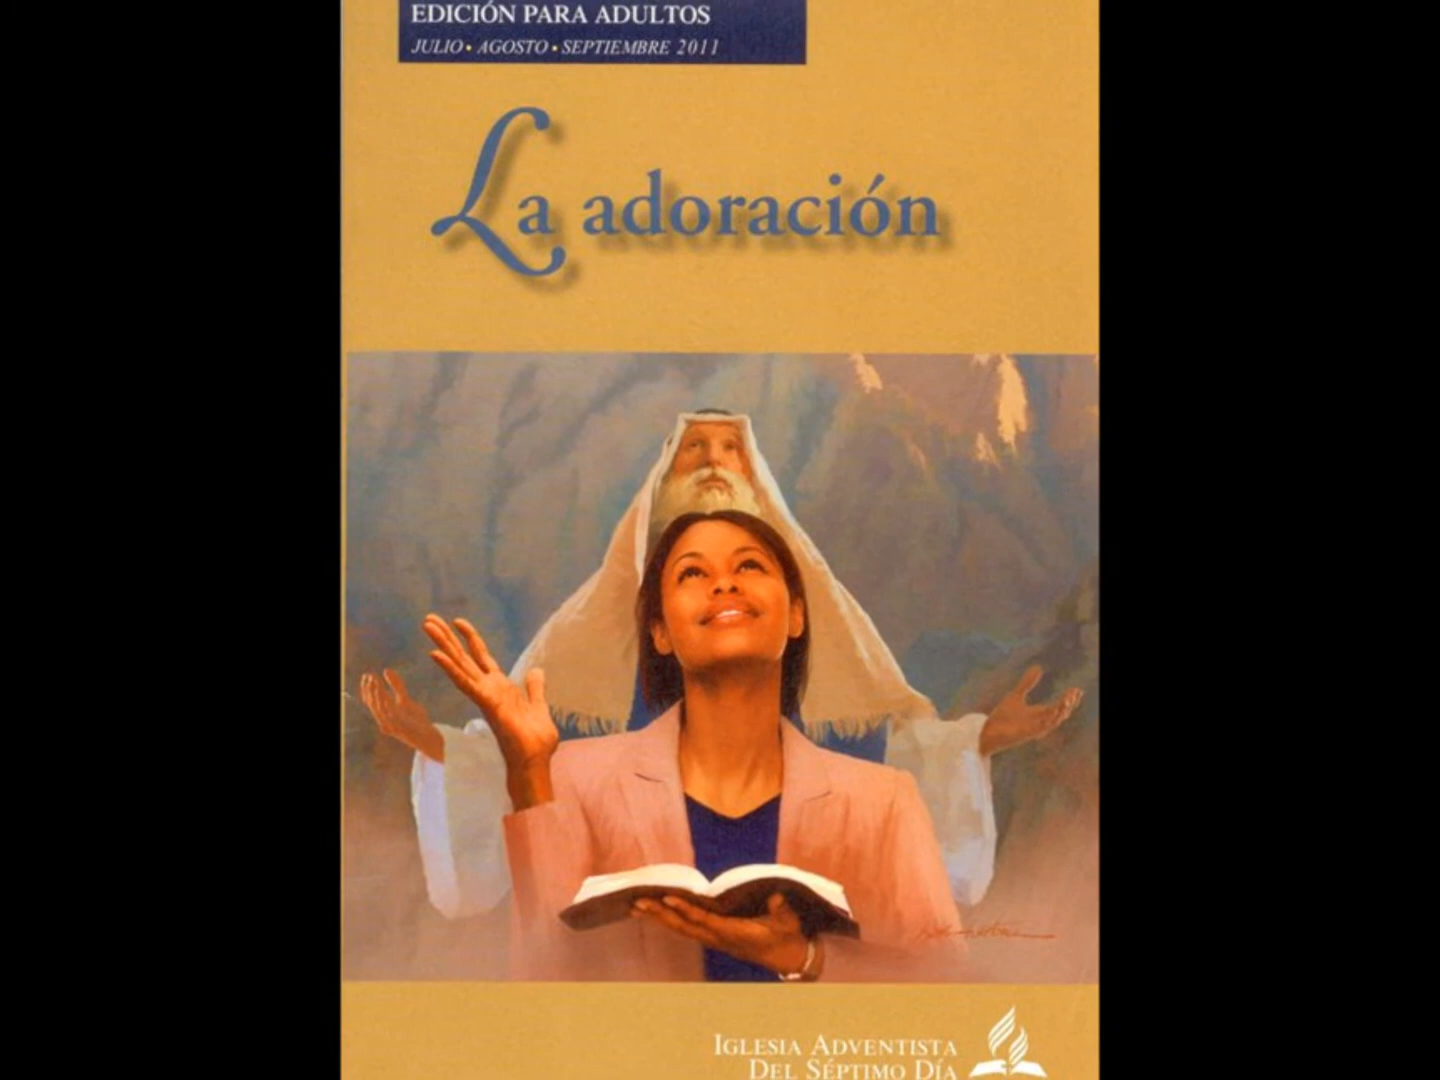 EDICIÓN PARA ADULTOS
JULIO • AGOSTO • SEPTIEMBRE 2011
La adoración
IGLESIA ADVENTISTA
DEL SÉPTIMO DÍA